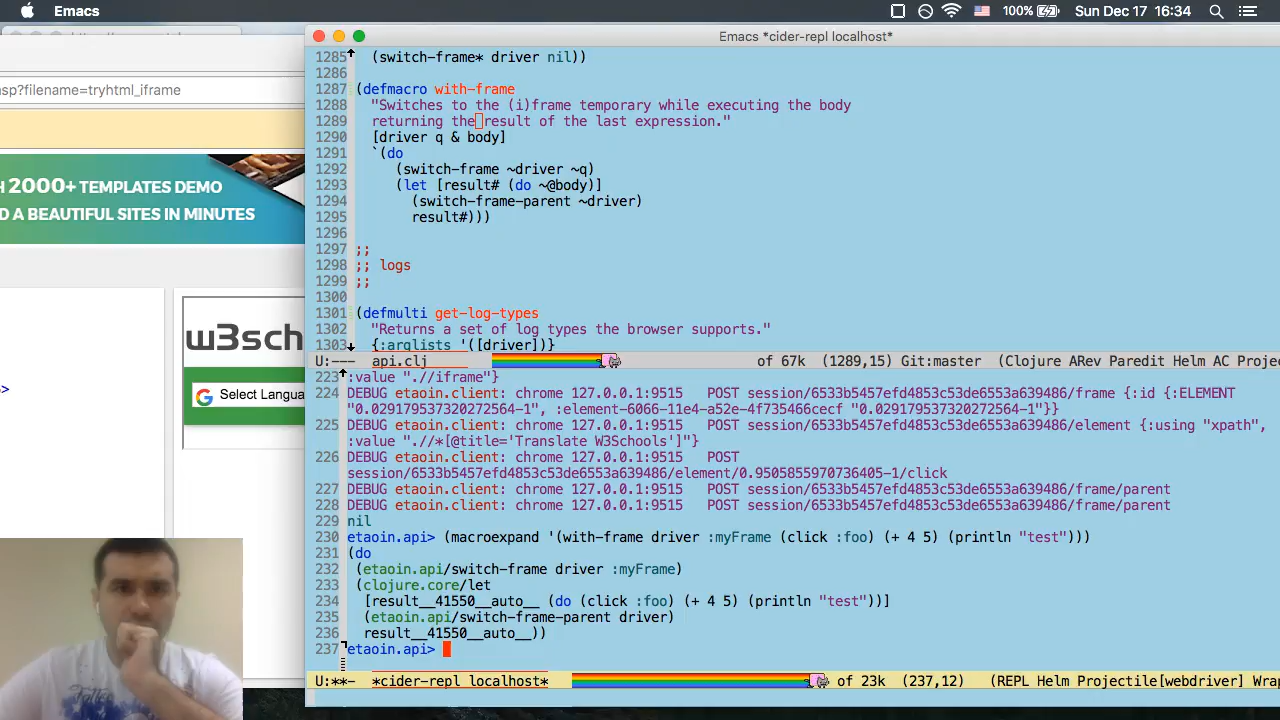 Emacs
100%
Sun Dec 17 16:34
Emacs *cider-repl localhost*
asp?filename=tryhtml_iframe
H 2000+ TEMPLATES DEMO
D A BEAUTIFUL SITES IN MINUTES
w3sch
Select Langua
>
1285 (switch-frame* driver nil))
1286
1287 (defmacro with-frame
1288 "Switches to the (i)frame temporary while executing the body
1289 returning the result of the last expression."
1290 [driver q & body]
1291 `(do
1292 (switch-frame ~driver ~q)
1293 (let [result# (do ~@body)]
1294 (switch-frame-parent ~driver)
1295 result#)))
1296
1297 ;;
1298 ;; logs
1299 ;;
1300
1301 (defmulti get-log-types
1302 "Returns a set of log types the browser supports."
1303 {:arglists '([driver])}
U:--- api.clj of 67k (1289,15) Git:master (Clojure ARev Paredit Helm AC Projec
223 :value ".//iframe"}
224 DEBUG etaoin.client: chrome 127.0.0.1:9515 POST session/6533b5457efd4853c53de6553a639486/frame {:id {:ELEMENT
"0.029179537320272564-1", :element-6066-11e4-a52e-4f735466cecf "0.029179537320272564-1"}}
225 DEBUG etaoin.client: chrome 127.0.0.1:9515 POST session/6533b5457efd4853c53de6553a639486/element {:using "xpath",
:value ".//*[@title='Translate W3Schools']"}
226 DEBUG etaoin.client: chrome 127.0.0.1:9515 POST
session/6533b5457efd4853c53de6553a639486/element/0.9505855970736405-1/click
227 DEBUG etaoin.client: chrome 127.0.0.1:9515 POST session/6533b5457efd4853c53de6553a639486/frame/parent
228 DEBUG etaoin.client: chrome 127.0.0.1:9515 POST session/6533b5457efd4853c53de6553a639486/frame/parent
229 nil
230 etaoin.api> (macroexpand '(with-frame driver :myFrame (click :foo) (+ 4 5) (println "test")))
231 (do
232 (etaoin.api/switch-frame driver :myFrame)
233 (clojure.core/let
234 [result__41550__auto__ (do (click :foo) (+ 4 5) (println "test"))]
235 (etaoin.api/switch-frame-parent driver)
236 result__41550__auto__))
237 etaoin.api>
U:**- *cider-repl localhost* of 23k (237,12) (REPL Helm Projectile[webdriver] Wrap